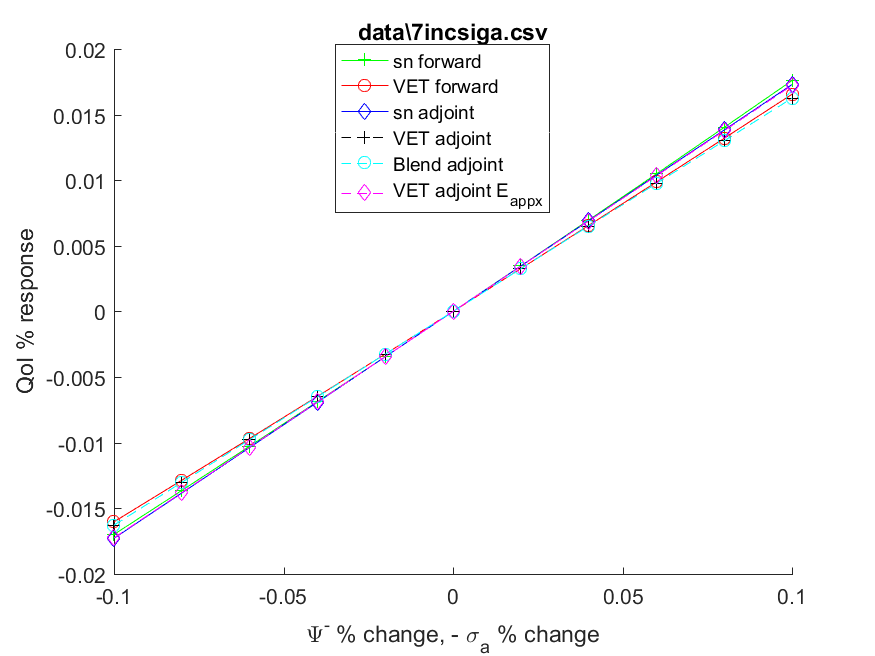 data\7incsiga.csv
sn forward
VET forward
sn adjoint
VET adjoint
Blend adjoint
VET adjoint E_appx
QoI % response
0.02
0.015
0.01
0.005
0
-0.005
-0.01
-0.015
-0.02
-0.1
-0.05
0
0.05
0.1
Ψ⁻ % change, - σ_a % change